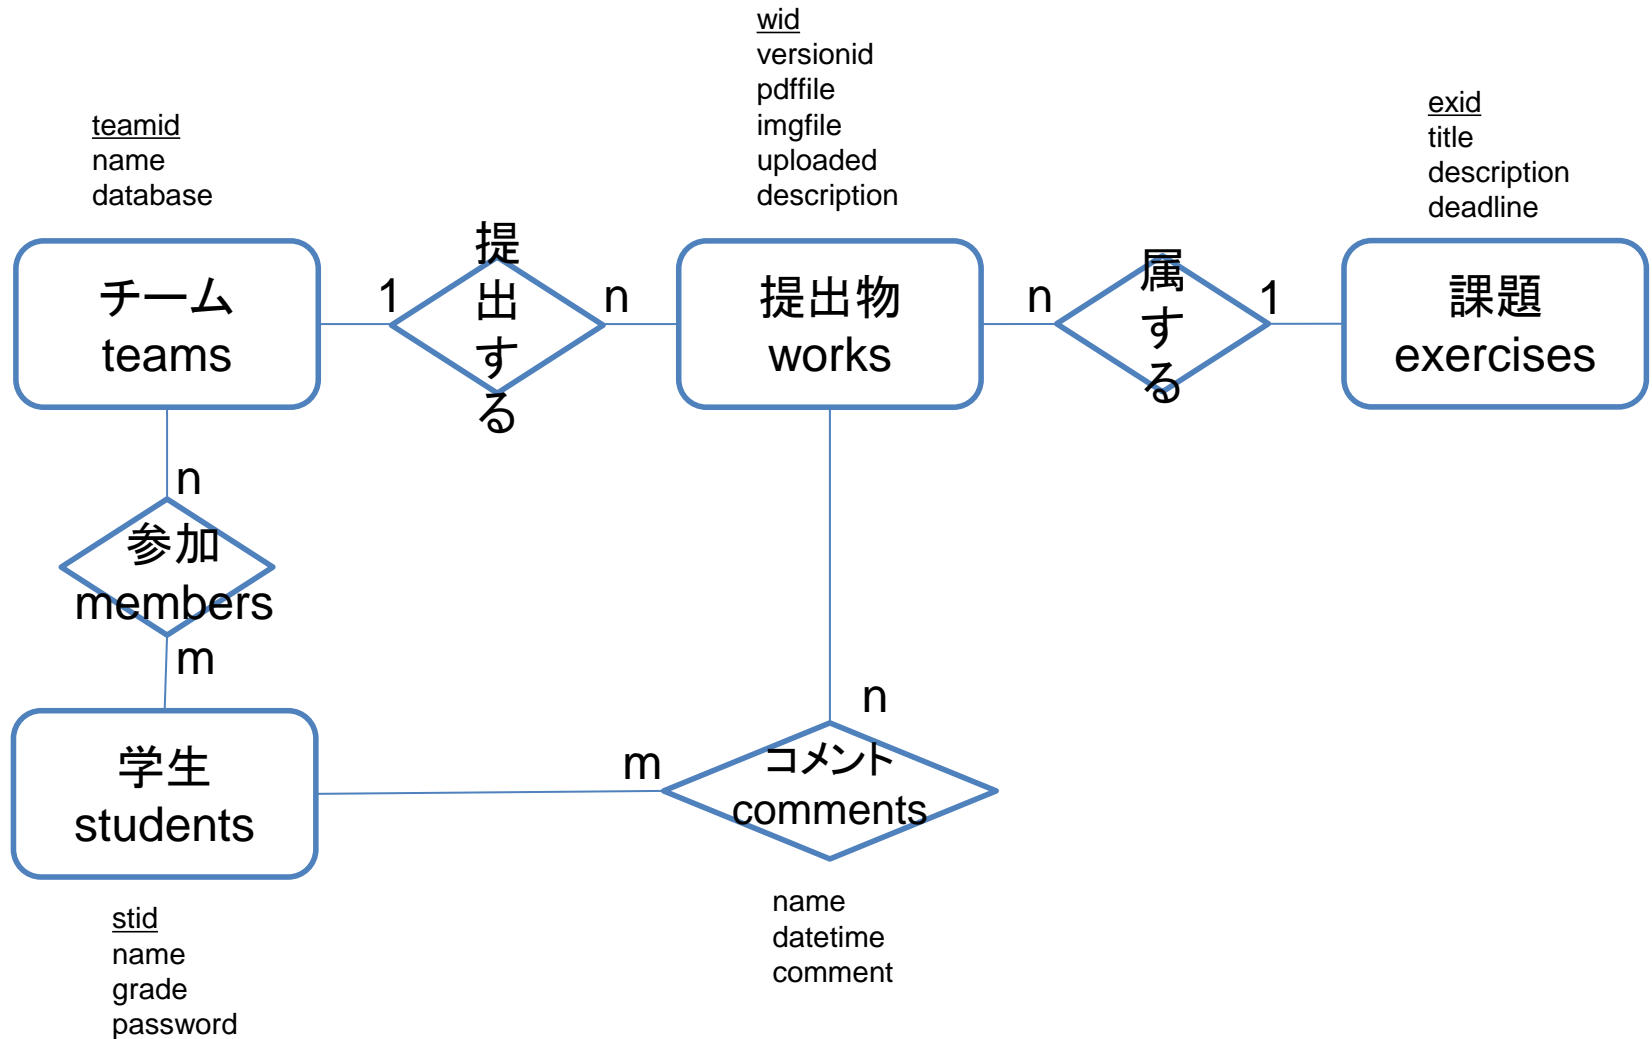 wid
versionid
pdffile
imgfile
uploaded
description
exid
title
description
deadline
teamid
name
database
チーム
teams
1
提出する
n
提出物
works
n
属する
1
課題
exercises
n
参加
members
m
学生
students
m
n
コメント
comments
stid
name
grade
password
name
datetime
comment